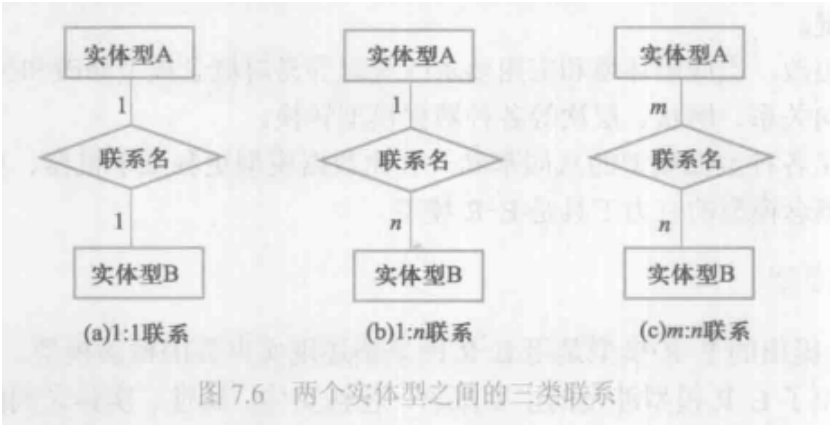 实体型A 实体型A 实体型A
1 1 m
联系名 联系名 联系名
1 n n
实体型B 实体型B 实体型B
(a)1:1联系 (b)1:n联系 (c)m:n联系
图 7.6 两个实体型之间的三类联系